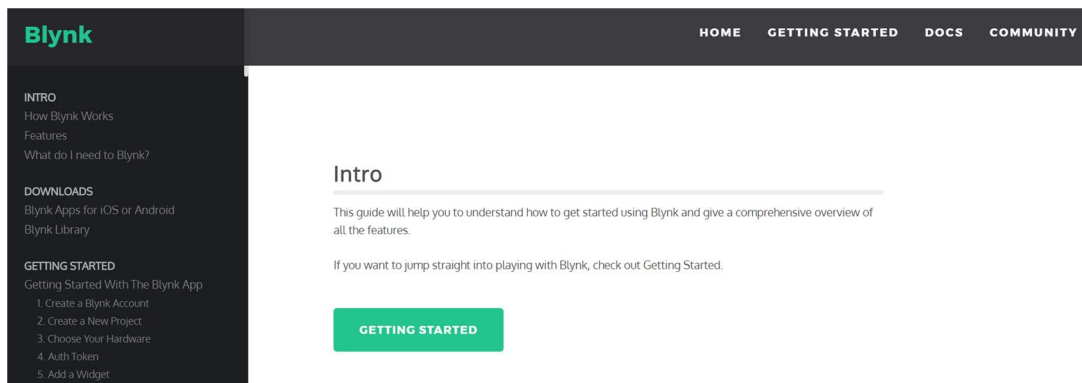 Blynk
HOME GETTING STARTED DOCS COMMUNITY
INTRO
How Blynk Works
Features
What do I need to Blynk?
DOWNLOADS
Blynk Apps for iOS or Android
Blynk Library
GETTING STARTED
Getting Started With The Blynk App
1. Create a Blynk Account
2. Create a New Project
3. Choose Your Hardware
4. Auth Token
5. Add a Widget
Intro
This guide will help you to understand how to get started using Blynk and give a comprehensive overview of
all the features.
If you want to jump straight into playing with Blynk, check out Getting Started.
GETTING STARTED